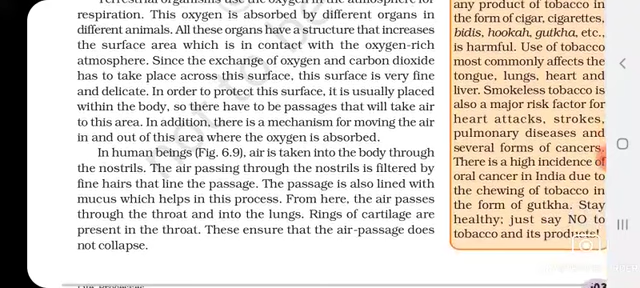 Terrestrial organisms use the oxygen in the atmosphere for
respiration. This oxygen is absorbed by different organs in
different animals. All these organs have a structure that increases
the surface area which is in contact with the oxygen-rich
atmosphere. Since the exchange of oxygen and carbon dioxide
has to take place across this surface, this surface is very fine
and delicate. In order to protect this surface, it is usually placed
within the body, so there have to be passages that will take air
to this area. In addition, there is a mechanism for moving the air
in and out of this area where the oxygen is absorbed.
In human beings (Fig. 6.9), air is taken into the body through
the nostrils. The air passing through the nostrils is filtered by
fine hairs that line the passage. The passage is also lined with
mucus which helps in this process. From here, the air passes
through the throat and into the lungs. Rings of cartilage are
present in the throat. These ensure that the air-passage does
not collapse.
any product of tobacco in
the form of cigar, cigarettes,
bidis, hookah, gutkha, etc.,
is harmful. Use of tobacco
most commonly affects the
tongue, lungs, heart and
liver. Smokeless tobacco is
also a major risk factor for
heart attacks, strokes,
pulmonary diseases and
several forms of cancers.
There is a high incidence of
oral cancer in India due to
the chewing of tobacco in
the form of gutkha. Stay
healthy; just say NO to
tobacco and its products!
Life Processes